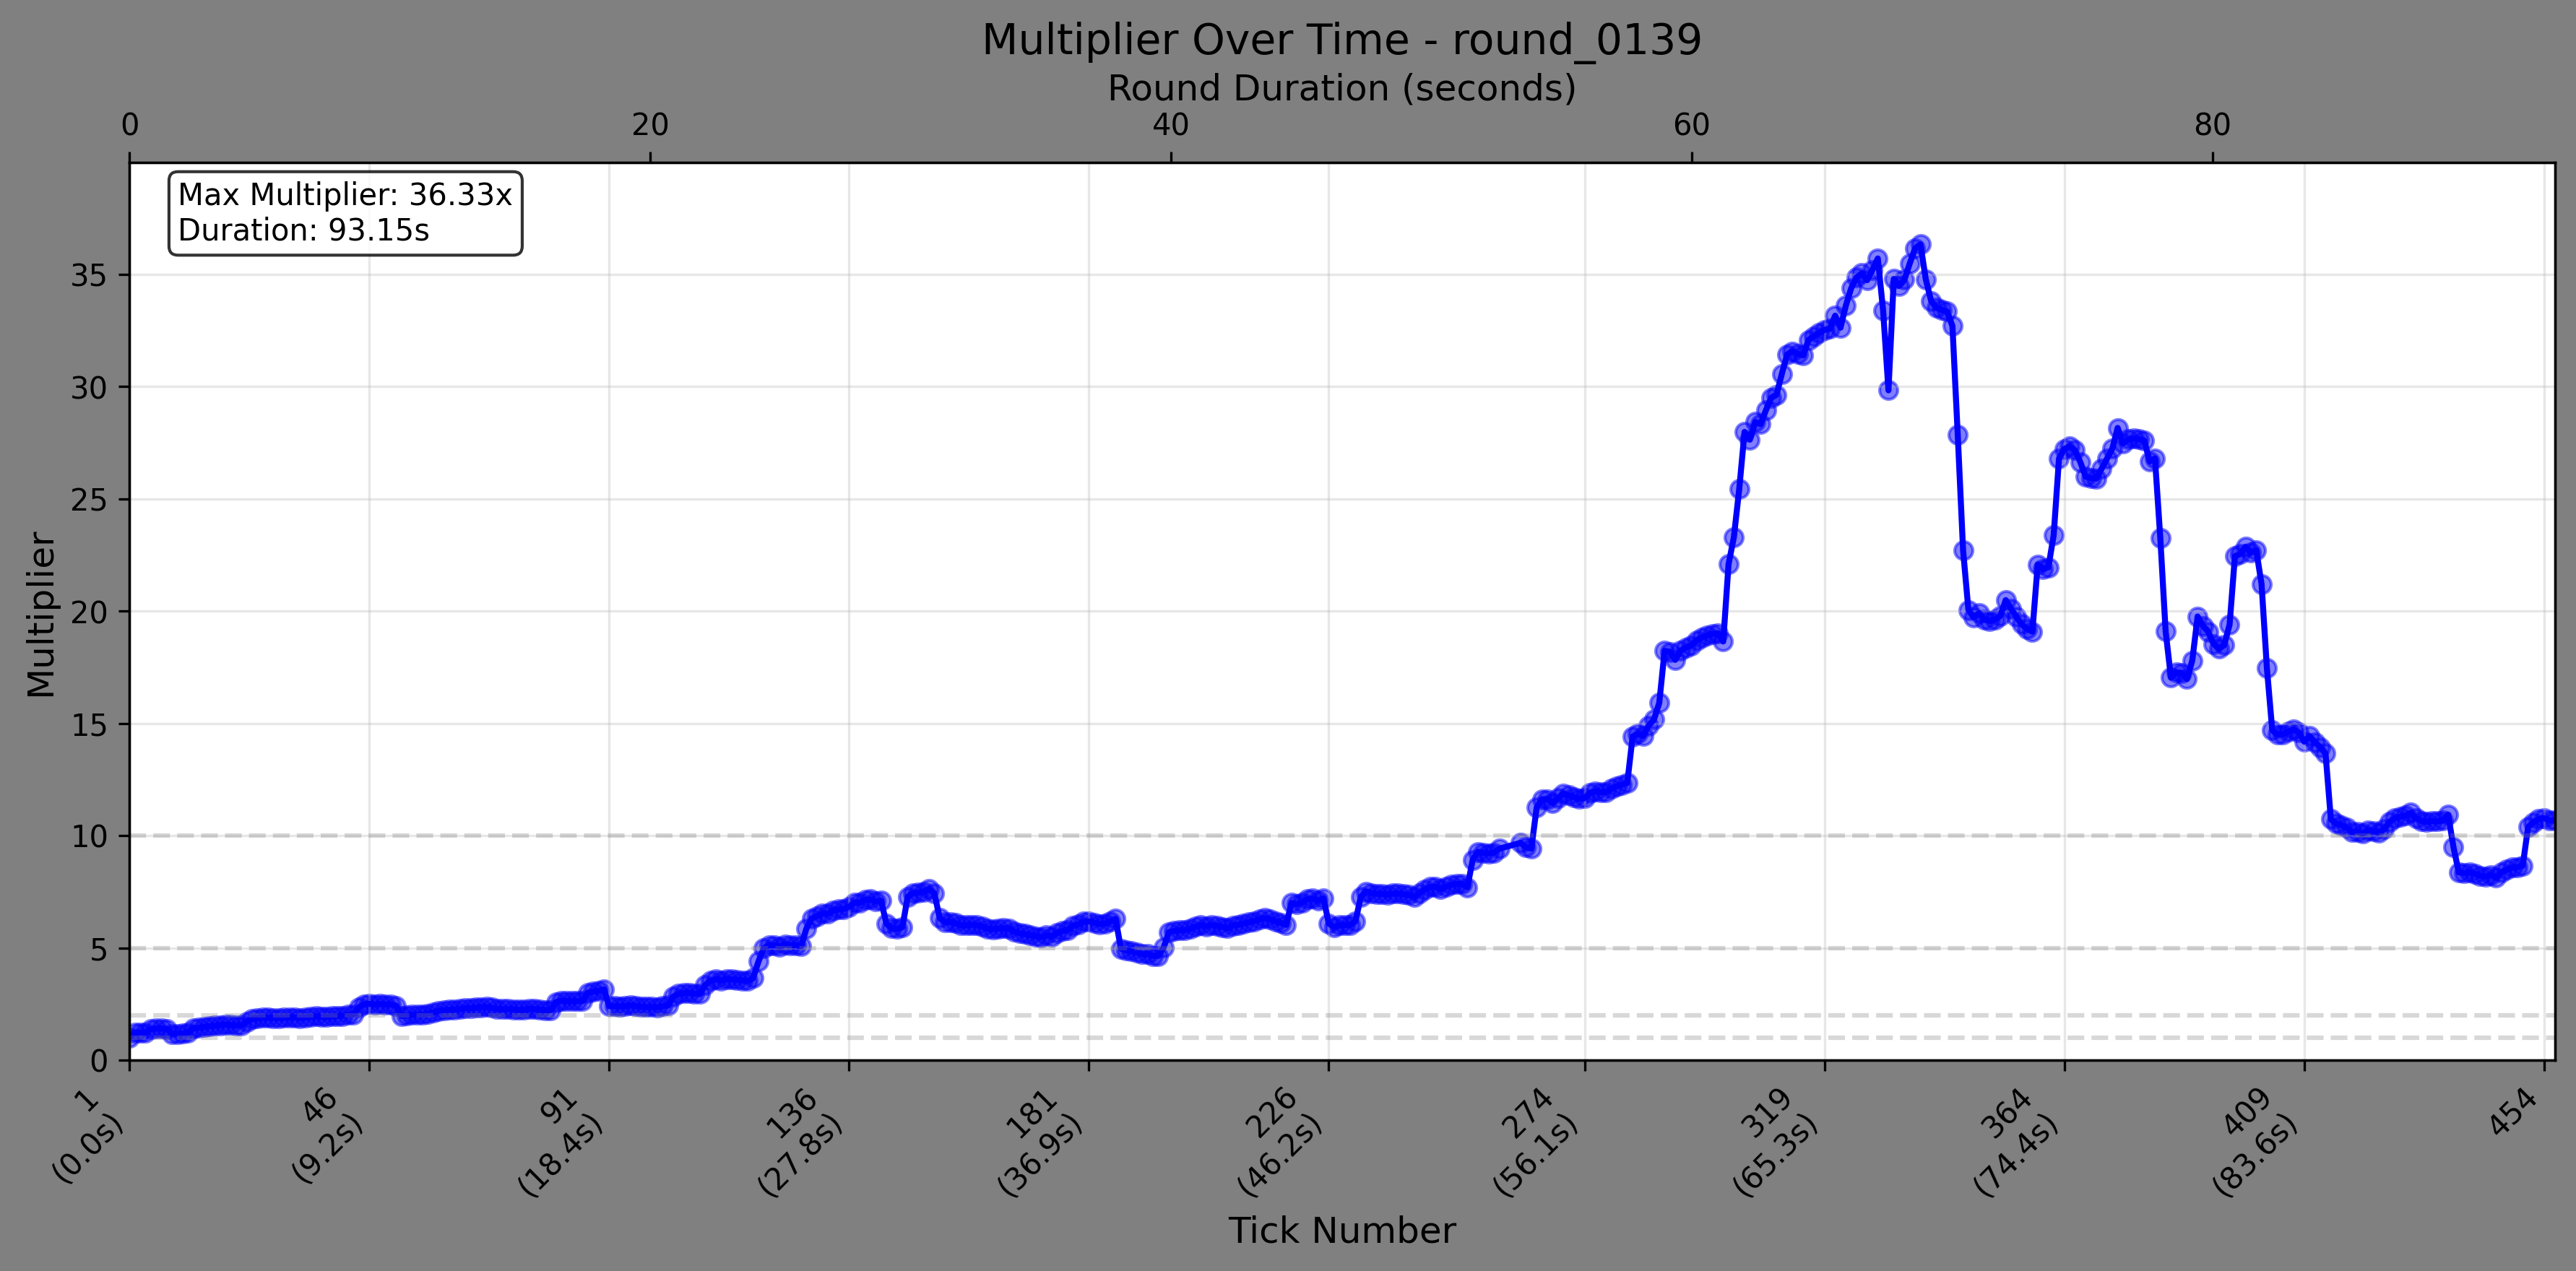 Multiplier Over Time - round_0139
Round Duration (seconds)
0 20 40 60 80
Max Multiplier: 36.33x
Duration: 93.15s
Multiplier
35
30
25
20
15
10
5
0
1
(0.0s)
46
(9.2s)
91
(18.4s)
136
(27.8s)
181
(36.9s)
226
(46.2s)
274
(56.1s)
319
(65.3s)
364
(74.4s)
409
(83.6s)
454
Tick Number